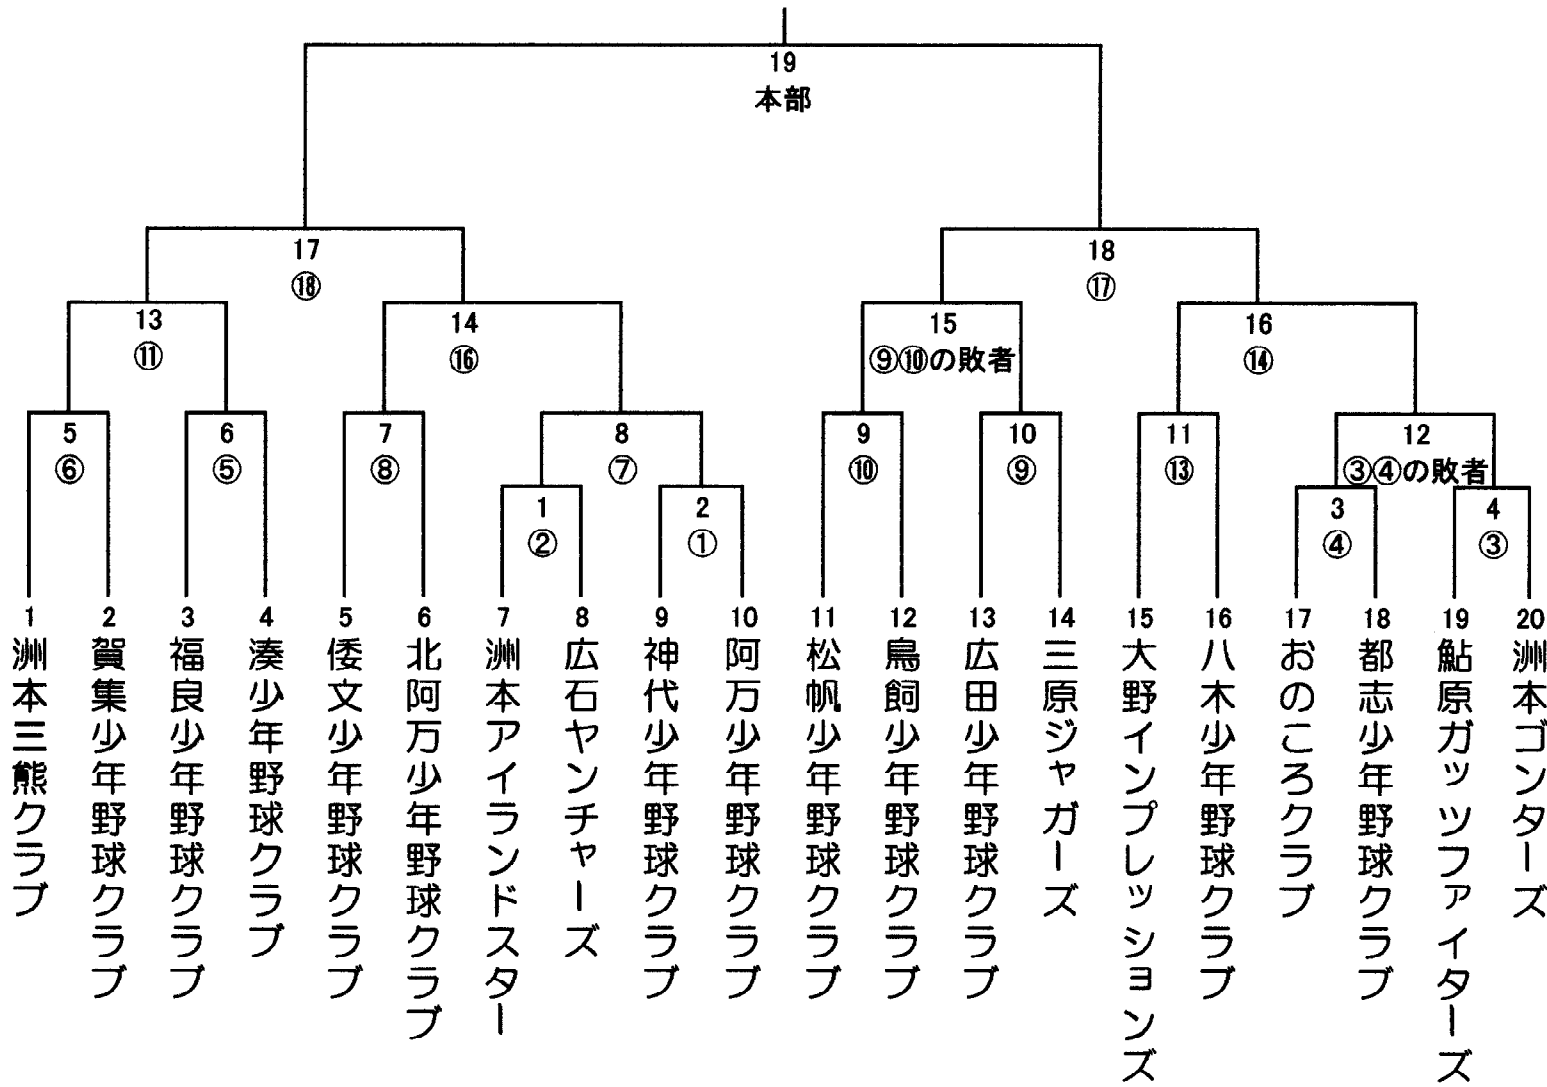 19
本部
17
18
⑱
⑰
13
14
15
16
⑪
⑯
⑨⑩の敗者
⑭
5
6
7
8
9
10
11
12
⑥
⑤
⑧
⑦
⑩
⑨
⑬
③④の敗者
1
2
3
4
②
①
④
③
1
洲本三熊クラブ
2
賀集少年野球クラブ
3
福良少年野球クラブ
4
湊少年野球クラブ
5
倭文少年野球クラブ
6
北阿万少年野球クラブ
7
洲本アイランドスター
8
広石ヤンチャーズ
9
神代少年野球クラブ
10
阿万少年野球クラブ
11
松帆少年野球クラブ
12
鳥飼少年野球クラブ
13
広田少年野球クラブ
14
三原ジャガーズ
15
大野インプレッションズ
16
八木少年野球クラブ
17
おのころクラブ
18
都志少年野球クラブ
19
鮎原ガッツファイターズ
20
洲本ゴンターズ